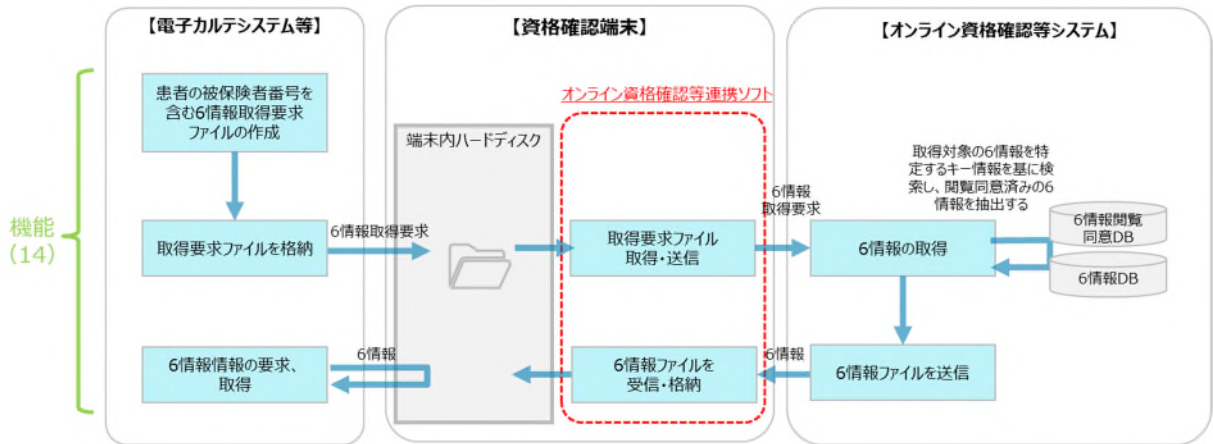 【電子カルテシステム等】
【資格確認端末】
【オンライン資格確認等システム】
機能
(14)
患者の被保険者番号を
含む6情報取得要求
ファイルの作成
取得要求ファイルを格納
6情報取得要求
端末内ハードディスク
オンライン資格確認等連携ソフト
取得要求ファイル
取得・送信
6情報
取得要求
取得対象の6情報を特
定するキー情報を基に検
索し、閲覧同意済みの6
情報を抽出する
6情報の取得
6情報閲覧
同意DB
6情報DB
6情報情報の要求、
取得
6情報
6情報ファイルを
受信・格納
6情報
6情報ファイルを送信